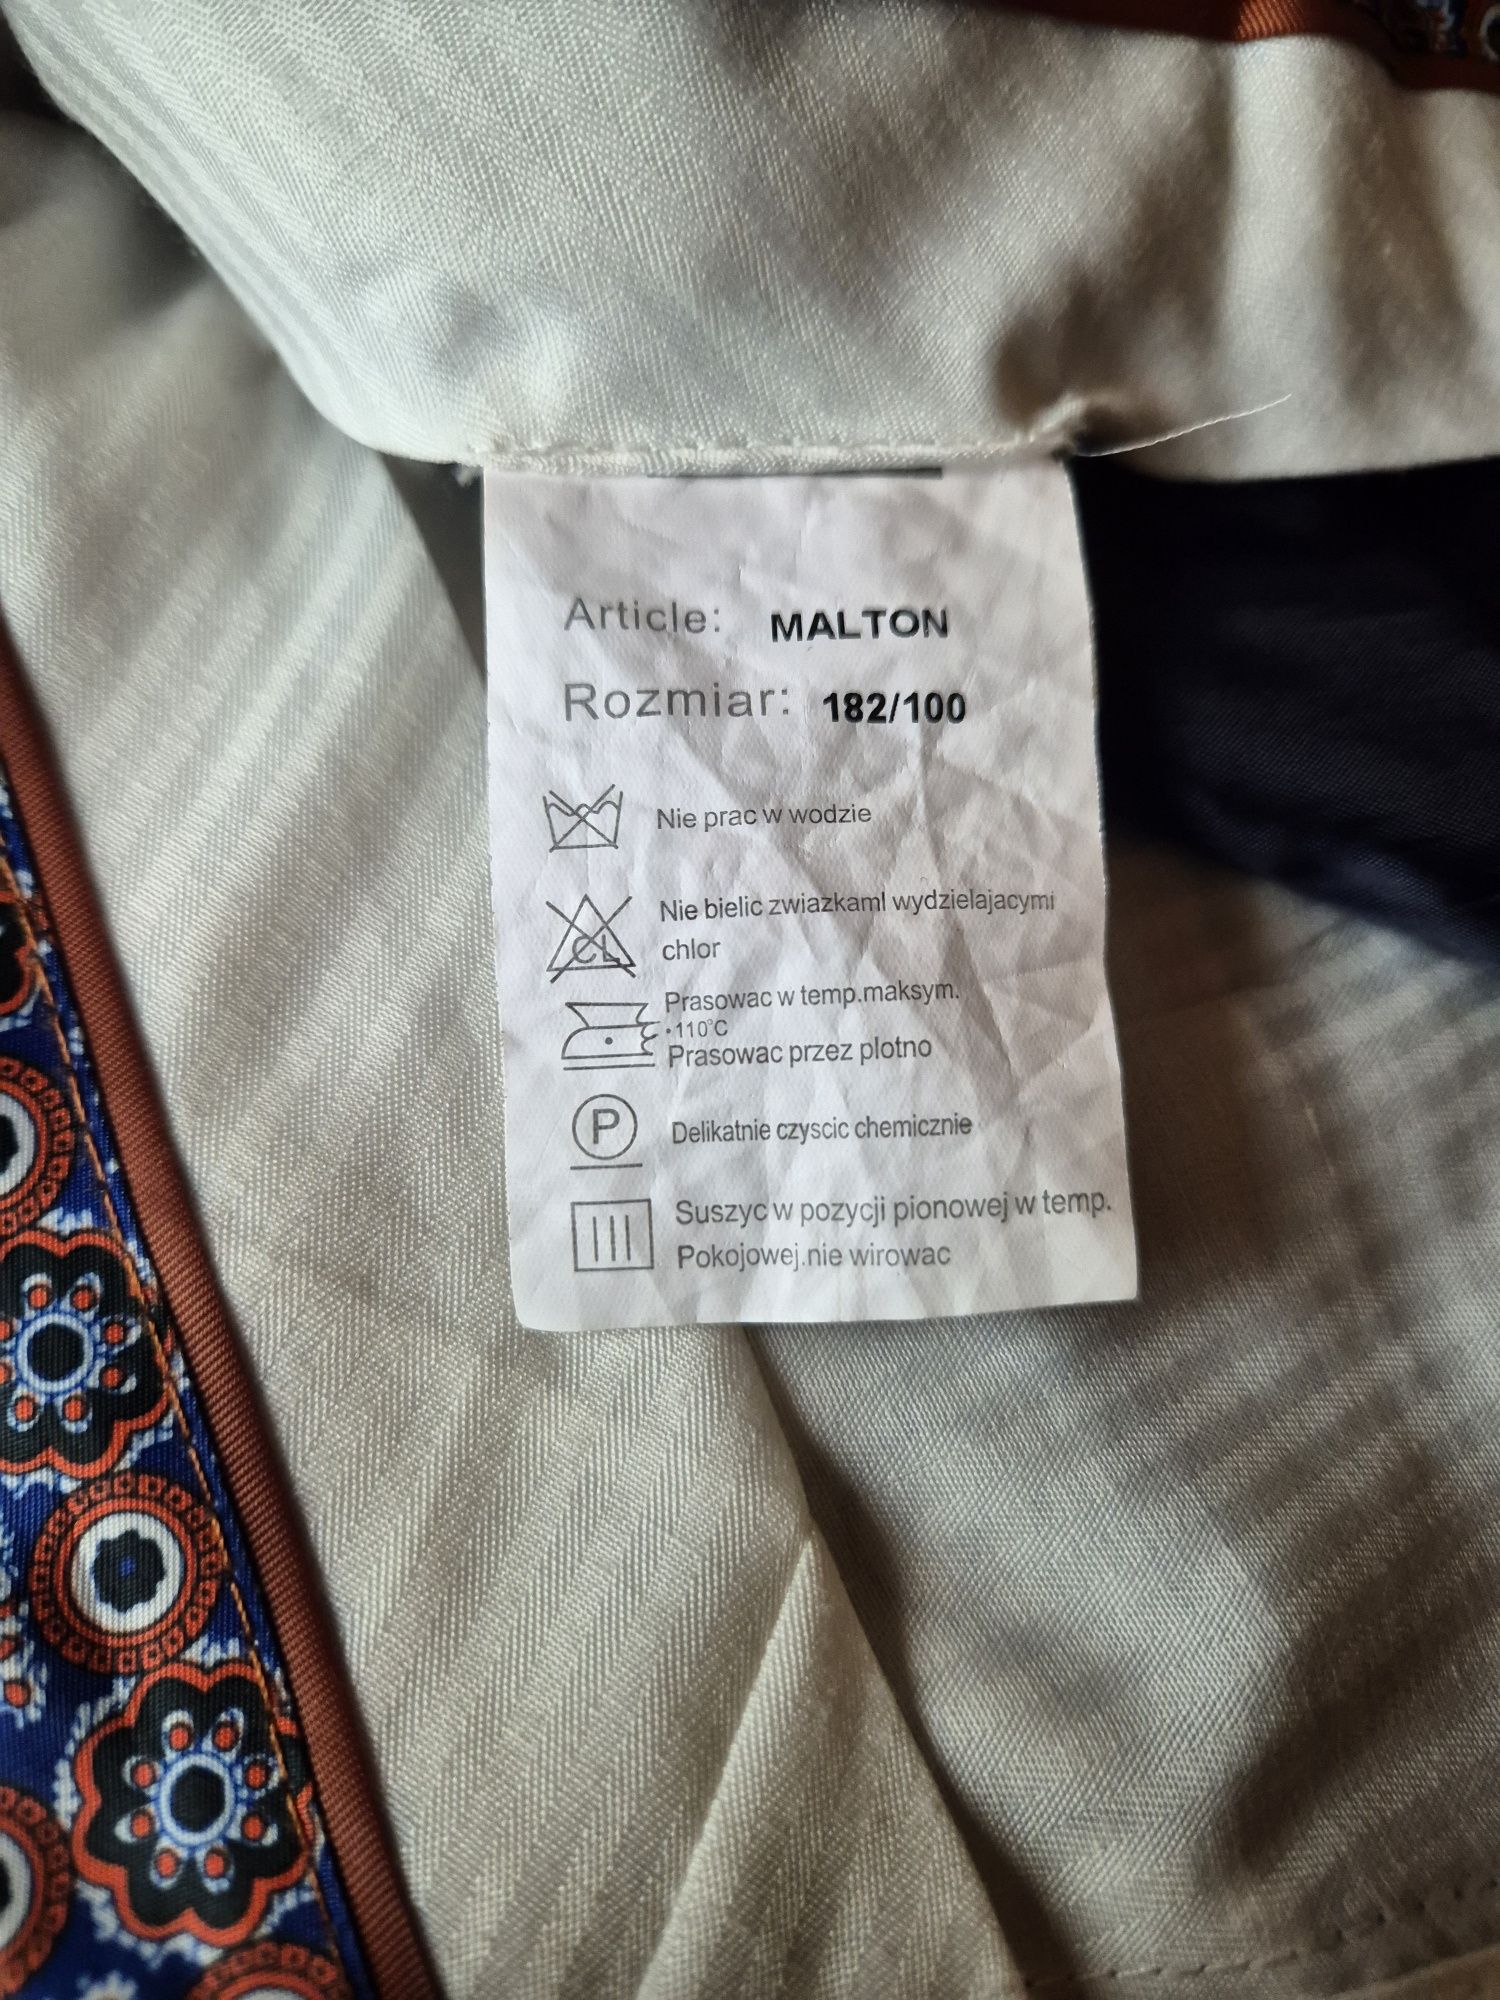 Article: MALTON
Rozmiar: 182/100
Nie prac w wodzie
CL
Nie bielic zwiazkaml wydzielajacymi
chlor
Prasowac w temp.maksym.
•110°C
Prasowac przez plotno
P
Delikatnie czyscic chemicznie
Suszyc w pozycji pionowej w temp.
Pokojowej.nie wirowac